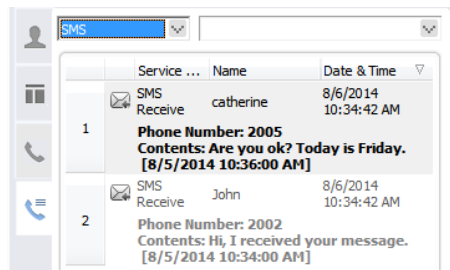 SMS
Service ... Name Date & Time
SMS Receive catherine 8/6/2014 10:34:42 AM
1
Phone Number: 2005
Contents: Are you ok? Today is Friday.
[8/5/2014 10:36:00 AM]
SMS Receive John 8/6/2014 10:34:42 AM
2
Phone Number: 2002
Contents: Hi, I received your message.
[8/5/2014 10:34:00 AM]